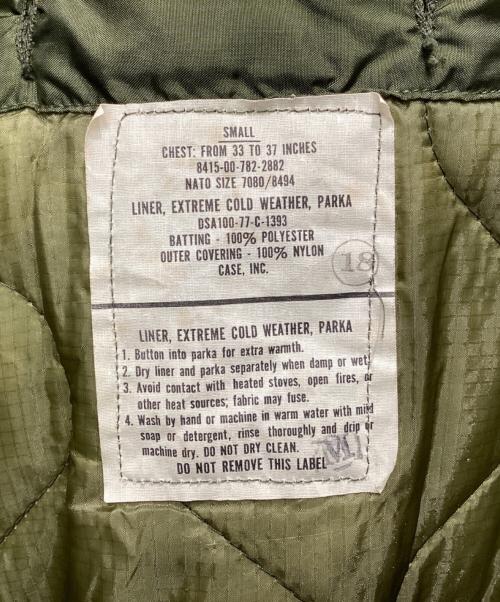 SMALL
CHEST: FROM 33 TO 37 INCHES
8415-00-782-2882
NATO SIZE 7080/8494
LINER, EXTREME COLD WEATHER, PARKA
DSA100-77-C-1393
BATTING - 100% POLYESTER
OUTER COVERING - 100% NYLON
CASE, INC.
18
LINER, EXTREME COLD WEATHER, PARKA
1. Button into parka for extra warmth.
2. Dry liner and parka separately when damp or wet
3. Avoid contact with heated stoves, open fires, or
other heat sources; fabric may fuse.
4. Wash by hand or machine in warm water with mild
soap or detergent, rinse thoroughly and drip or
machine dry. DO NOT DRY CLEAN.
DO NOT REMOVE THIS LABEL